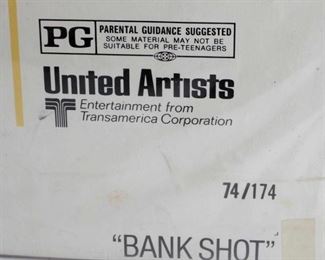 PG
PARENTAL GUIDANCE SUGGESTED
SOME MATERIAL MAY NOT BE
SUITABLE FOR PRE-TEENAGERS
United Artists
Entertainment from
Transamerica Corporation
74/174
"BANK SHOT"